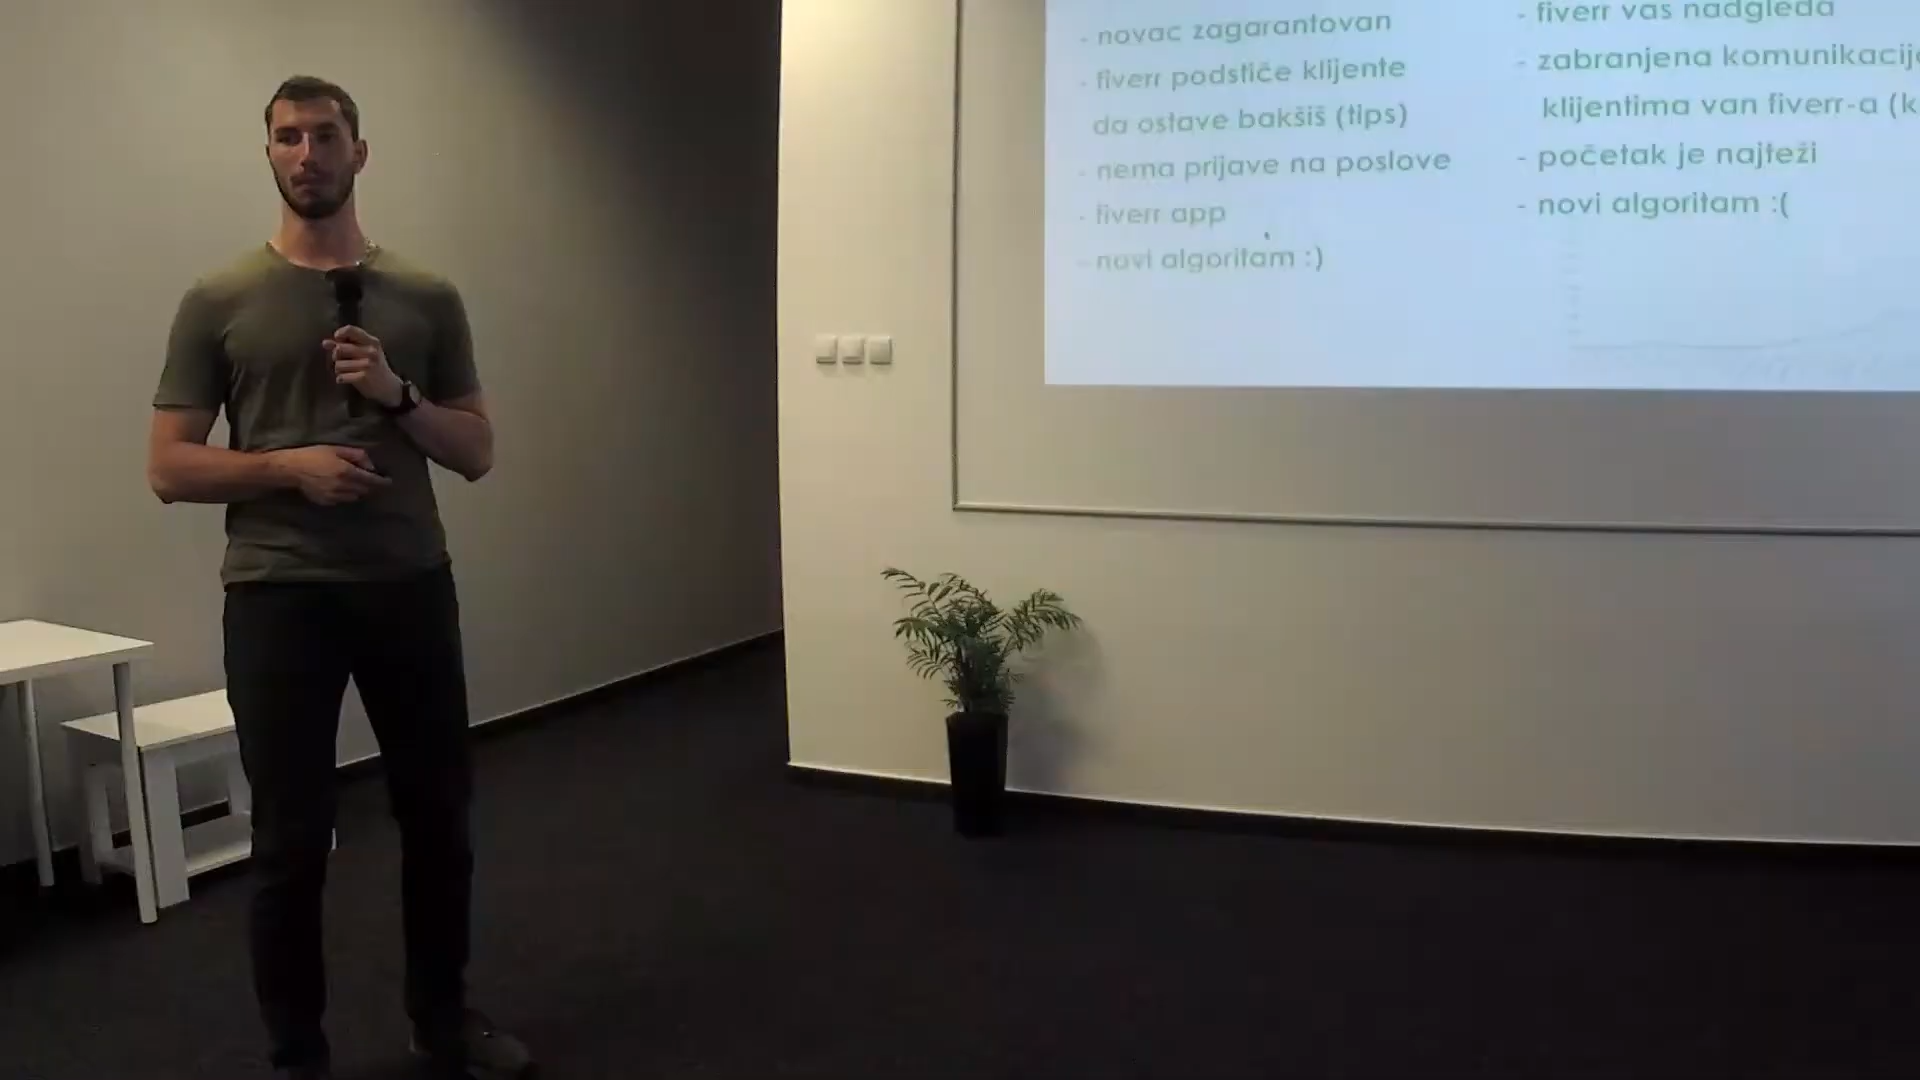 - novac zagarantovan
- fiverr podstiče klijente
da ostave bakšiš (tips)
- nema prijave na poslove
- fiverr app
- novi algoritam :)
- fiverr vas nadgleda
- zabranjena komunikacij
klijentima van fiverr-a (k
- početak je najteži
- novi algoritam :(